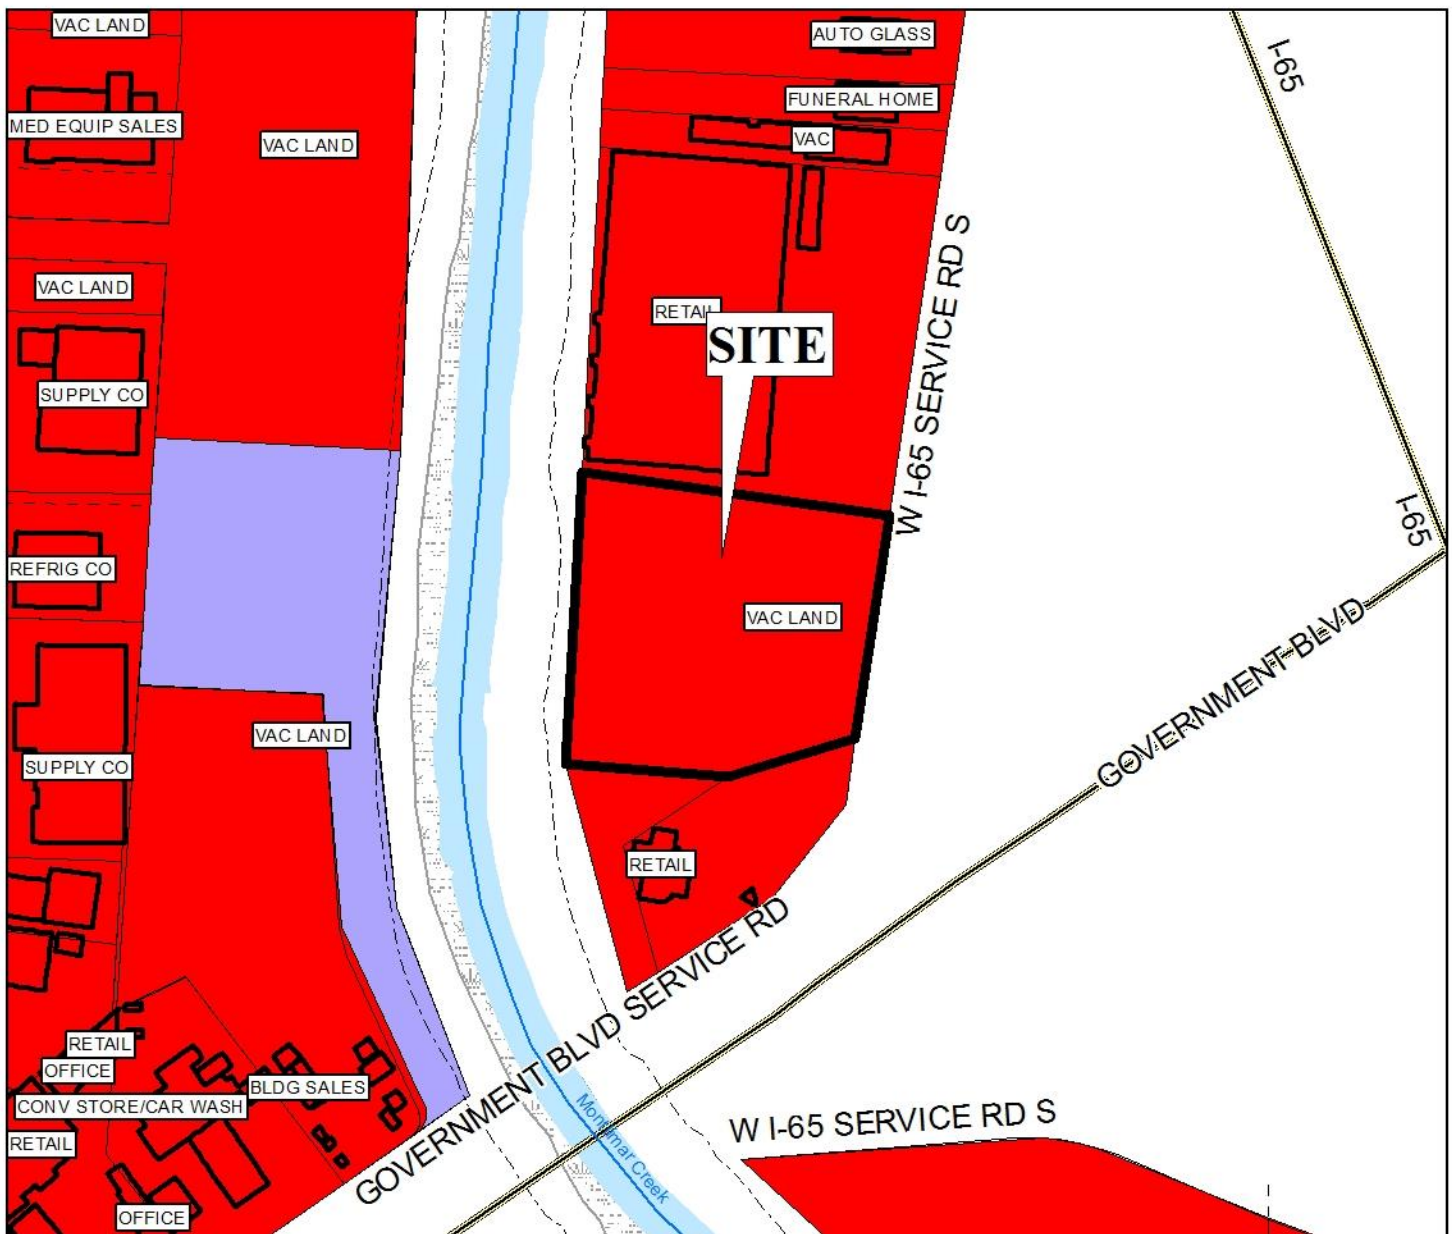 VAC LAND
AUTO GLASS
I-65
FUNERAL HOME
MED EQUIP SALES
VAC LAND
VAC
VAC LAND
RETAIL
SITE
W I-65 SERVICE RD S
SUPPLY CO
I-65
REFRIG CO
VAC LAND
GOVERNMENT BLVD
VAC LAND
SUPPLY CO
RETAIL
GOVERNMENT BLVD SERVICE RD
RETAIL
OFFICE
BLDG SALES
CONV STORE/CAR WASH
RETAIL
W I-65 SERVICE RD S
Montlimar Creek
OFFICE